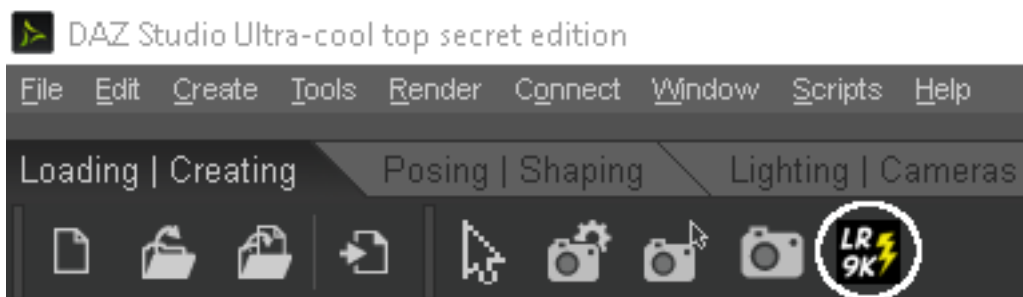 DAZ Studio Ultra-cool top secret edition
File Edit Create Tools Render Connect Window Scripts Help
Loading | Creating Posing | Shaping Lighting | Cameras
LR
9K